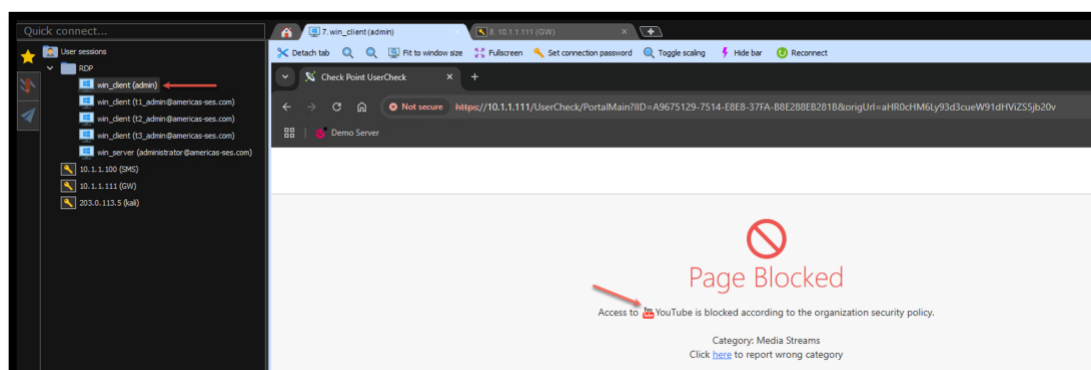 Quick connect...
User sessions
RDP
win_client (admin)
win_client (t1_admin@americas-ses.com)
win_client (t2_admin@americas-ses.com)
win_client (t3_admin@americas-ses.com)
win_server (administrator@americas-ses.com)
10.1.1.100 (SMS)
10.1.1.111 (GW)
203.0.113.5 (kali)
7. win_client (admin)
8. 10.1.1.111 (GW)
Detach tab Fit to window size Fullscreen Set connection password Toggle scaling Hide bar Reconnect
Check Point UserCheck
Not secure https://10.1.1.111/UserCheck/PortalMain?IID=A9675129-7514-E8E8-37FA-B8E288EB281B&origUrl=aHR0cHM6Ly93d3cueW91dHViZS5jb20v
Demo Server
Page Blocked
Access to YouTube is blocked according to the organization security policy.
Category: Media Streams
Click here to report wrong category